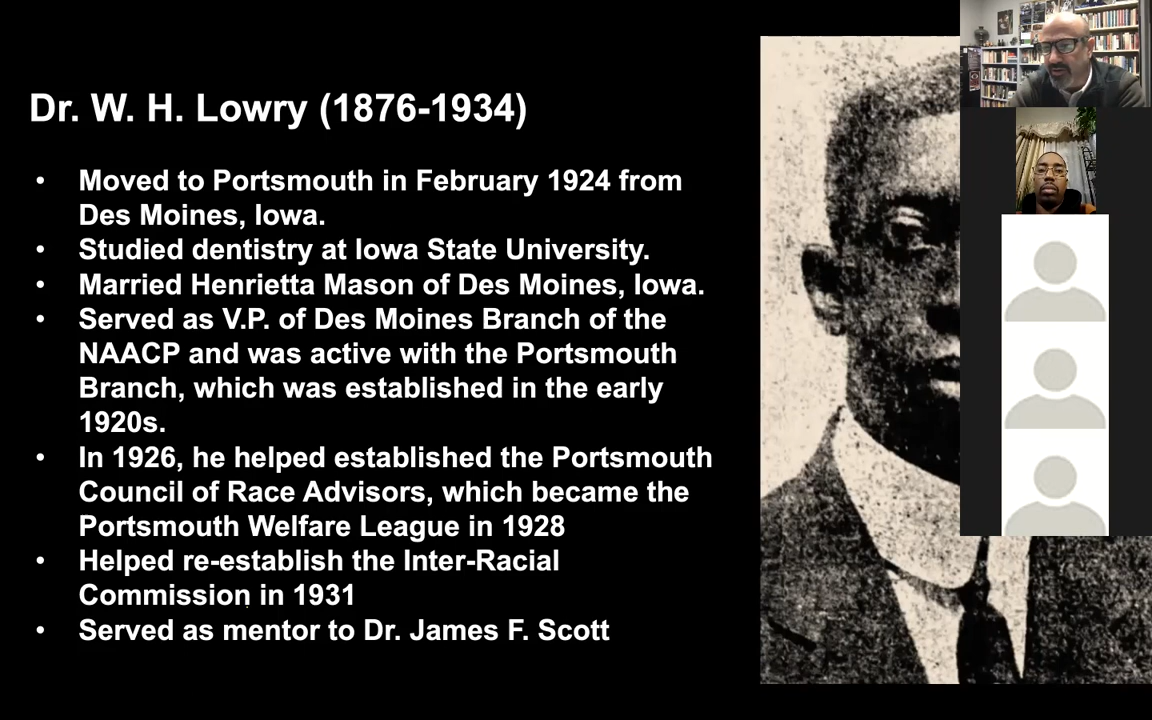 Dr. W. H. Lowry (1876-1934)
• Moved to Portsmouth in February 1924 from
Des Moines, Iowa.
• Studied dentistry at Iowa State University.
• Married Henrietta Mason of Des Moines, Iowa.
• Served as V.P. of Des Moines Branch of the
NAACP and was active with the Portsmouth
Branch, which was established in the early
1920s.
• In 1926, he helped established the Portsmouth
Council of Race Advisors, which became the
Portsmouth Welfare League in 1928
• Helped re-establish the Inter-Racial
Commission in 1931
• Served as mentor to Dr. James F. Scott